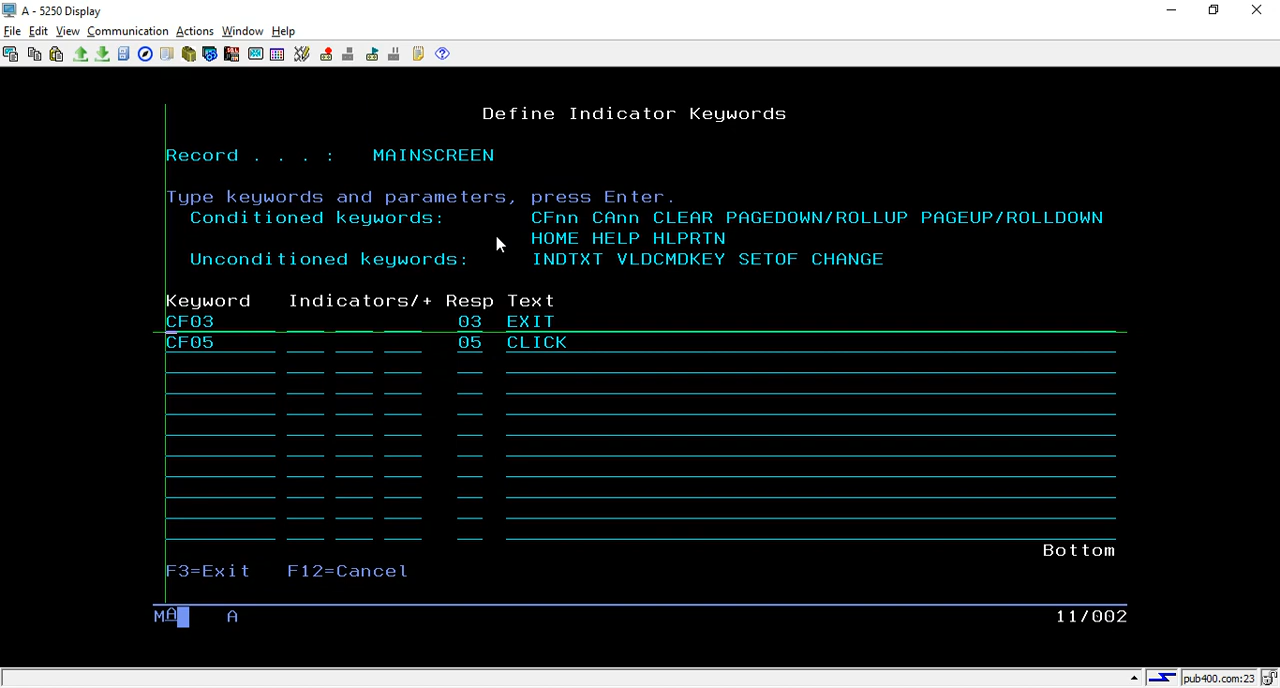 A - 5250 Display
File Edit View Communication Actions Window Help
Define Indicator Keywords
Record . . . : MAINSCREEN
Type keywords and parameters, press Enter.
Conditioned keywords: CFnn CAnn CLEAR PAGEDOWN/ROLLUP PAGEUP/ROLLDOWN
HOME HELP HLPRTN
Unconditioned keywords: INDTXT VLDCMDKEY SETOF CHANGE
Keyword Indicators/+ Resp Text
CF03 03 EXIT
CF05 05 CLICK
Bottom
F3=Exit F12=Cancel
MA A 11/002
pub400.com:23